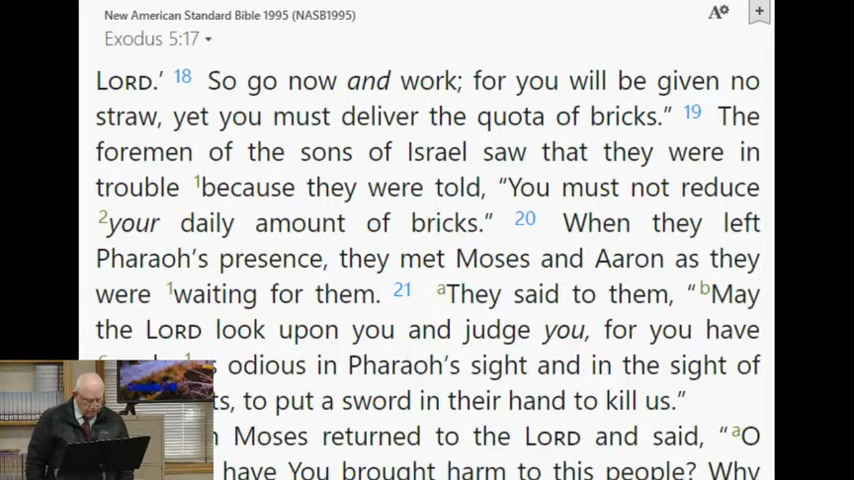 New American Standard Bible 1995 (NASB1995)
Exodus 5:17
LORD.’ 18 So go now and work; for you will be given no
straw, yet you must deliver the quota of bricks.” 19 The
foremen of the sons of Israel saw that they were in
trouble 1because they were told, “You must not reduce
2your daily amount of bricks.” 20 When they left
Pharaoh’s presence, they met Moses and Aaron as they
were 1waiting for them. 21 aThey said to them, “bMay
the LORD look upon you and judge you, for you have
odious in Pharaoh’s sight and in the sight of
to put a sword in their hand to kill us.”
Moses returned to the LORD and said, “aO
have You brought harm to this people? Why